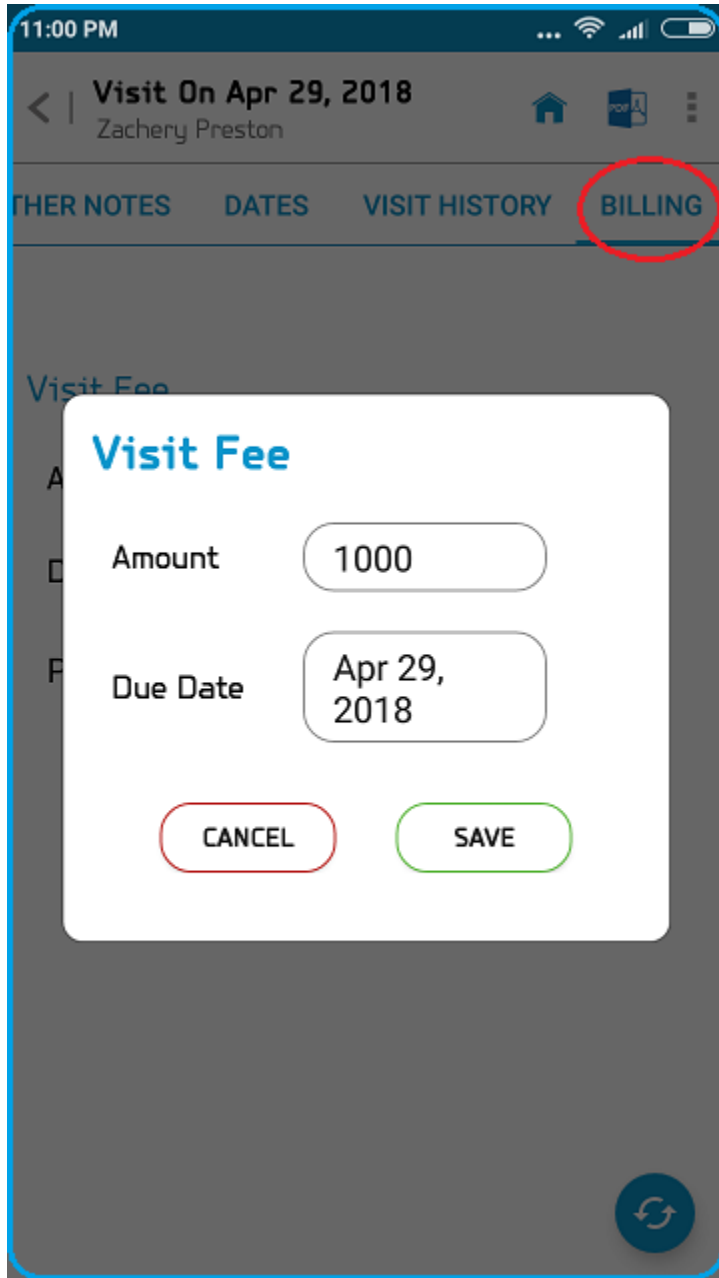 11:00 PM
Visit On Apr 29, 2018
Zachery Preston
THER NOTES DATES VISIT HISTORY BILLING
Visit Fee
Visit Fee
A
Amount 1000
D
Due Date Apr 29,
2018
P
CANCEL SAVE